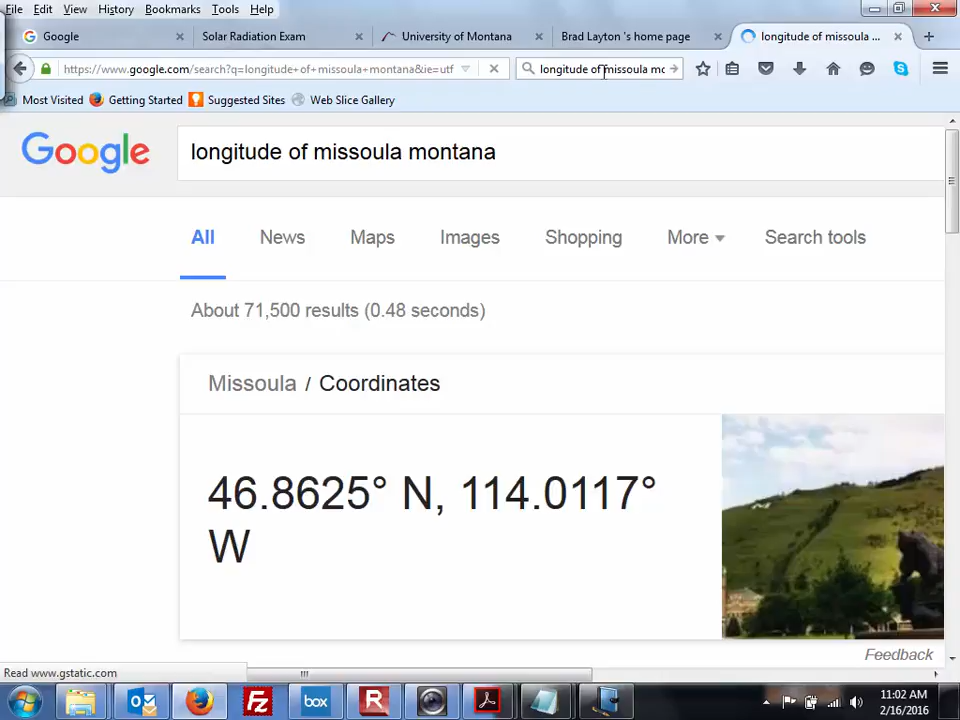 File Edit View History Bookmarks Tools Help
Google Solar Radiation Exam University of Montana Brad Layton 's home page longitude of missoula ...
https://www.google.com/search?q=longitude+of+missoula+montana&ie=utf longitude of missoula mo
Most Visited Getting Started Suggested Sites Web Slice Gallery
Google longitude of missoula montana
All News Maps Images Shopping More Search tools
About 71,500 results (0.48 seconds)
Missoula / Coordinates
46.8625° N, 114.0117°
W
Feedback
Read www.gstatic.com
box
11:02 AM
2/16/2016